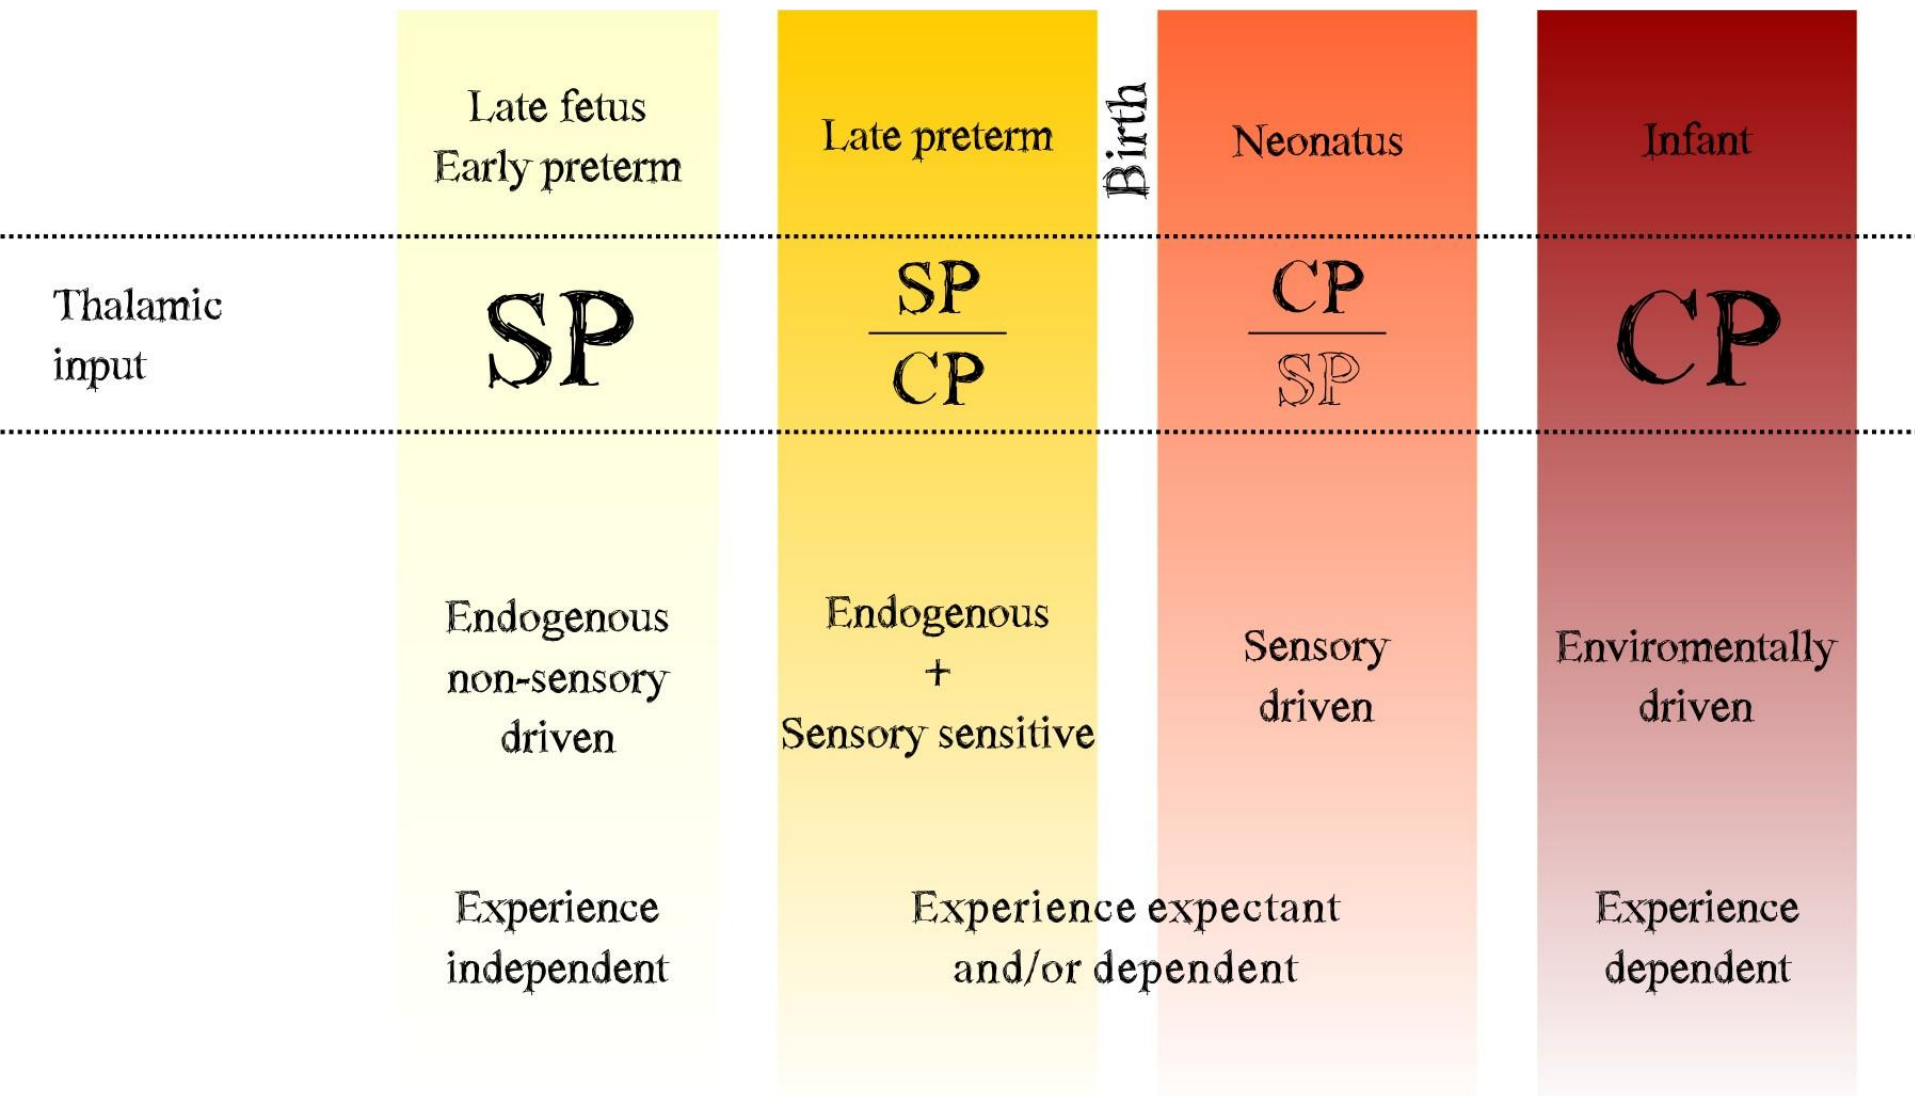 Late fetus
Early preterm
Late preterm
Birth
Neonatus
Infant
Thalamic
input
SP
SP
CP
CP
SP
CP
Endogenous
non-sensory
driven
Endogenous
+
Sensory sensitive
Sensory
driven
Enviromentally
driven
Experience
independent
Experience expectant
and/or dependent
Experience
dependent